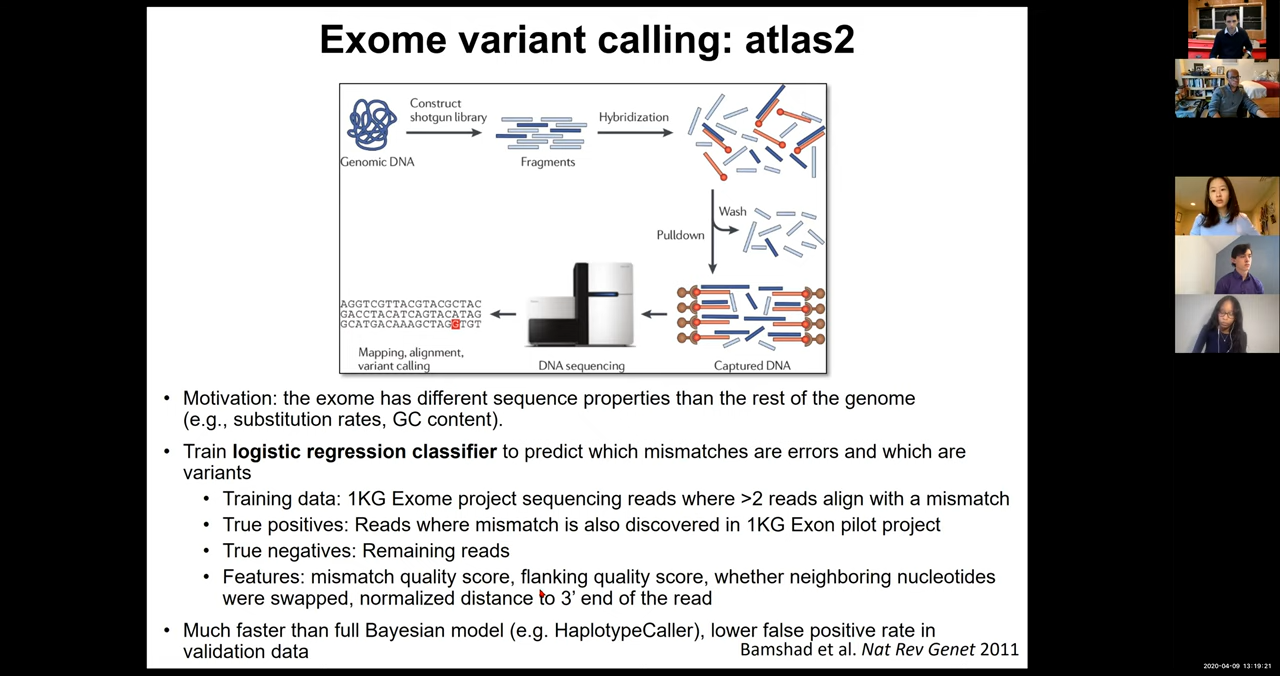 Exome variant calling: atlas2
Construct
shotgun library
Hybridization
Genomic DNA
Fragments
Wash
Pulldown
AGGTCGTTACGTACGCTAC
GACCTACATCAGTACATAG
GCATGACAAAGCTAGGTGT
Mapping, alignment,
variant calling
DNA sequencing
Captured DNA
• Motivation: the exome has different sequence properties than the rest of the genome
(e.g., substitution rates, GC content).
• Train logistic regression classifier to predict which mismatches are errors and which are
variants
• Training data: 1KG Exome project sequencing reads where >2 reads align with a mismatch
• True positives: Reads where mismatch is also discovered in 1KG Exon pilot project
• True negatives: Remaining reads
• Features: mismatch quality score, flanking quality score, whether neighboring nucleotides
were swapped, normalized distance to 3’ end of the read
• Much faster than full Bayesian model (e.g. HaplotypeCaller), lower false positive rate in
validation data
Bamshad et al. Nat Rev Genet 2011
2020-04-09 13:19:21